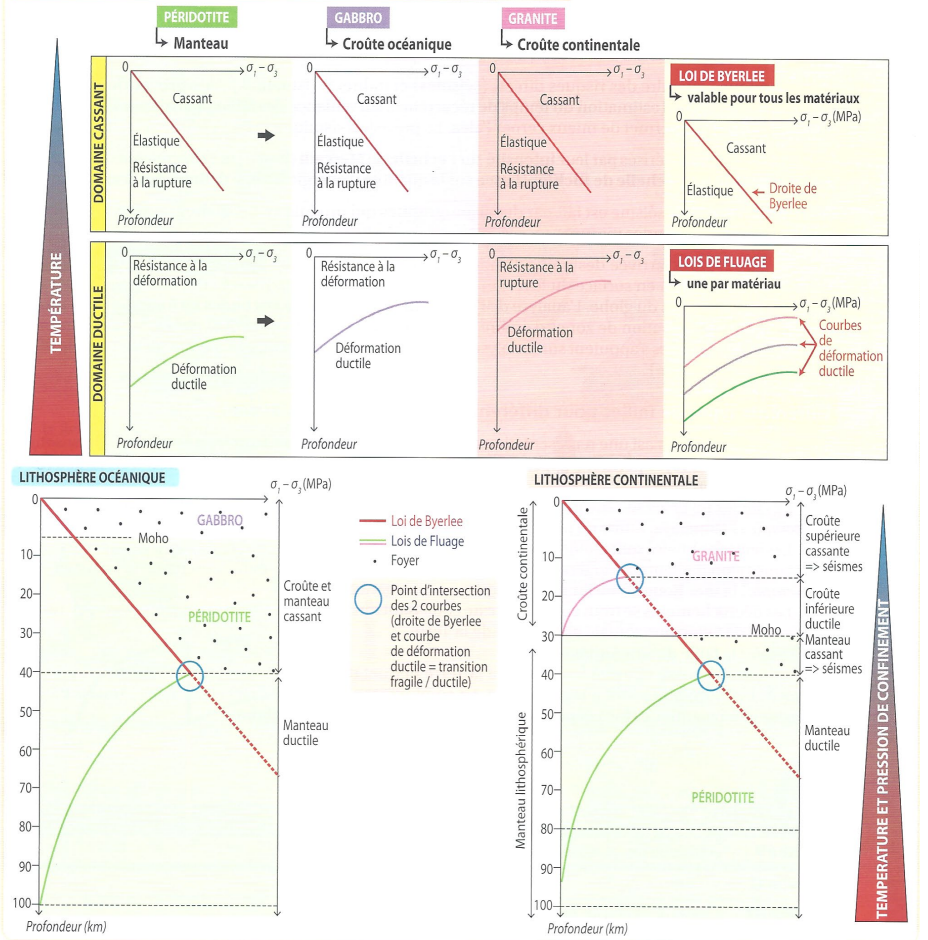 PÉRIDOTITE
Manteau
GABBRO
Croûte océanique
GRANITE
Croûte continentale
TEMPÉRATURE
DOMAINE CASSANT
0
σ₁ – σ₃
Cassant
Élastique
Résistance
à la rupture
Profondeur
0
σ₁ – σ₃
Cassant
Élastique
Résistance
à la rupture
Profondeur
0
σ₁ – σ₃
Cassant
Élastique
Résistance
à la rupture
Profondeur
LOI DE BYERLEE
valable pour tous les matériaux
0
σ₁ – σ₃ (MPa)
Cassant
Élastique
Droite de
Byerlee
Profondeur
DOMAINE DUCTILE
0
σ₁ – σ₃
Résistance à la
déformation
Déformation
ductile
Profondeur
0
σ₁ – σ₃
Résistance à la
déformation
Déformation
ductile
Profondeur
0
σ₁ – σ₃
Résistance à la
rupture
Déformation
ductile
Profondeur
LOIS DE FLUAGE
une par matériau
0
σ₁ – σ₃ (MPa)
Courbes
de
déformation
ductile
Profondeur
LITHOSPHÈRE OCÉANIQUE
σ₁ – σ₃ (MPa)
0
10
20
30
40
50
60
70
80
90
100
GABBRO
Moho
PÉRIDOTITE
Croûte et
manteau
cassant
Manteau
ductile
Profondeur (km)
Loi de Byerlee
Lois de Fluage
Foyer
Point d'intersection
des 2 courbes
(droite de Byerlee
et courbe
de déformation
ductile = transition
fragile / ductile)
LITHOSPHÈRE CONTINENTALE
σ₁ – σ₃ (MPa)
Croûte continentale
Manteau lithosphérique
0
10
20
30
40
50
60
70
80
90
100
GRANITE
Moho
PÉRIDOTITE
Croûte
supérieure
cassante
=> séismes
Croûte
inférieure
ductile
Manteau
cassant
=> séismes
Manteau
ductile
Profondeur (km)
TEMPERATURE ET PRESSION DE CONFINEMENT